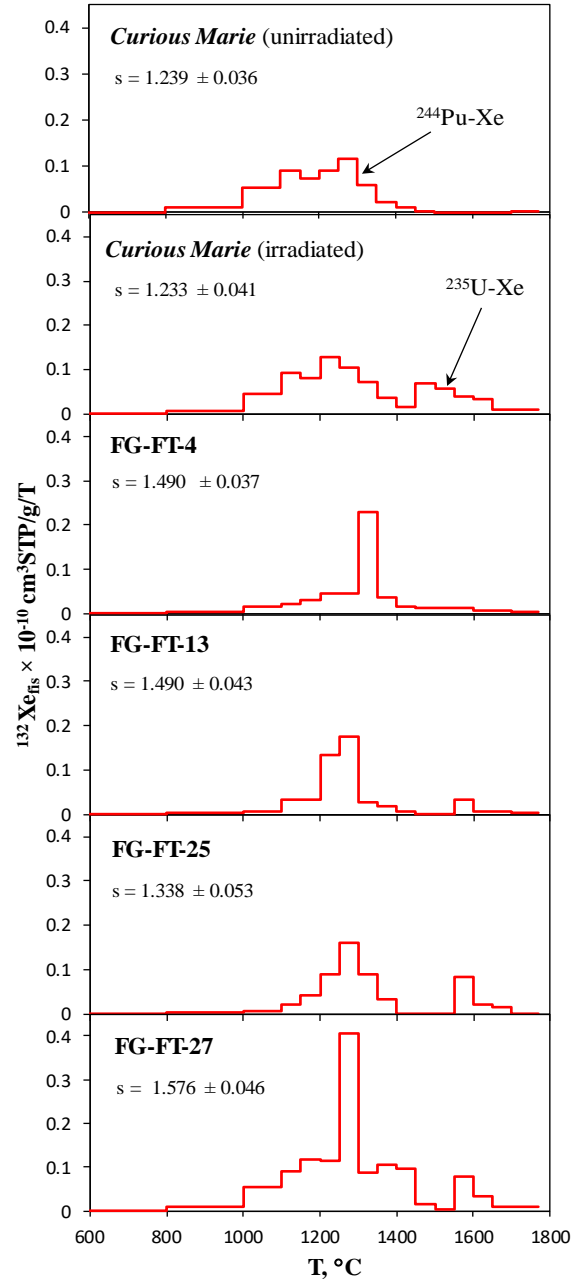 Curious Marie (unirradiated)
s = 1.239 ± 0.036
²⁴⁴Pu-Xe
0.4
0.3
0.2
0.1
0
Curious Marie (irradiated)
s = 1.233 ± 0.041
²³⁵U-Xe
0.4
0.3
0.2
0.1
0
FG-FT-4
s = 1.490 ± 0.037
0.4
0.3
0.2
0.1
0
FG-FT-13
s = 1.490 ± 0.043
0.4
0.3
0.2
0.1
0
FG-FT-25
s = 1.338 ± 0.053
0.4
0.3
0.2
0.1
0
FG-FT-27
s = 1.576 ± 0.046
0.4
0.3
0.2
0.1
0
¹³²Xe_fis × 10⁻¹⁰ cm³STP/g/T
600 800 1000 1200 1400 1600 1800
T, °C